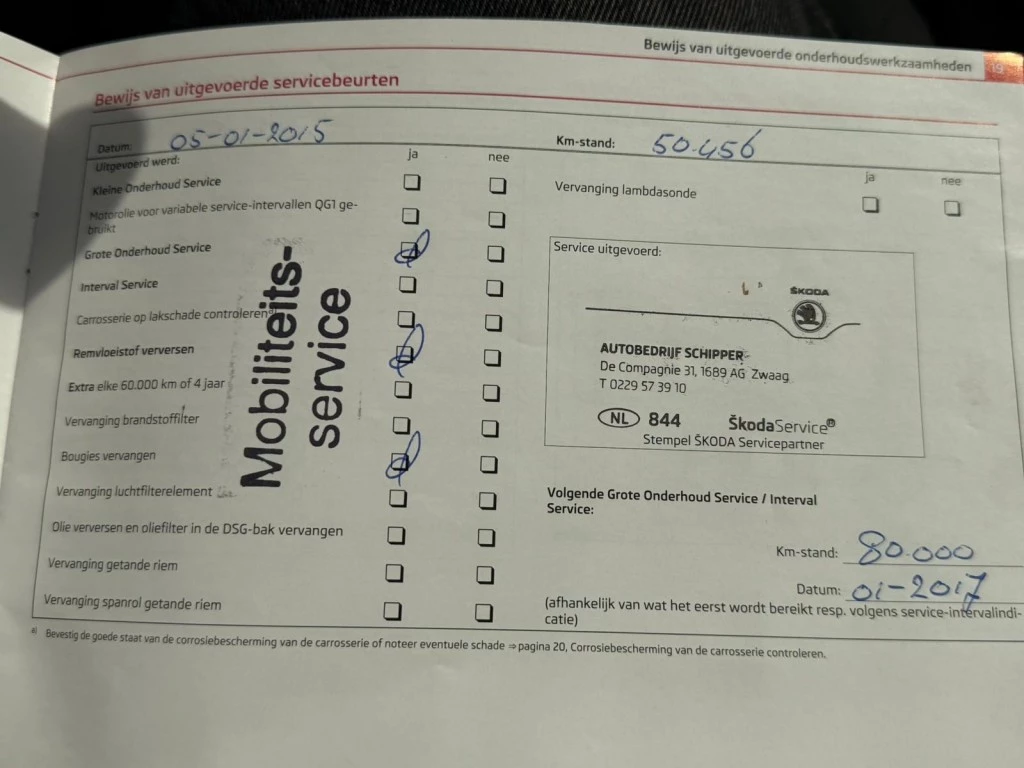 Bewijs van uitgevoerde onderhoudswerkzaamheden 19
Bewijs van uitgevoerde servicebeurten
Datum: 05-01-2015
Km-stand: 50.456
Uitgevoerd werd:
ja nee
Kleine Onderhoud Service
Motorolie voor variabele service-intervallen QG1 ge-
bruikt
Grote Onderhoud Service
Interval Service
Carrosserie op lakschade controleren a)
Remvloeistof verversen
Extra elke 60.000 km of 4 jaar
Vervanging brandstoffilter
Bougies vervangen
Vervanging luchtfilterelement
Olie verversen en oliefilter in de DSG-bak vervangen
Vervanging getande riem
Vervanging spanrol getande riem
Mobiliteits-
service
ja nee
Vervanging lambdasonde
Service uitgevoerd:
ŠKODA
AUTOBEDRIJF SCHIPPER
De Compagnie 31, 1689 AG Zwaag
T 0229 57 39 10
NL 844 ŠkodaService®
Stempel ŠKODA Servicepartner
Volgende Grote Onderhoud Service / Interval
Service:
Km-stand: 80.000
Datum: 01-2017
(afhankelijk van wat het eerst wordt bereikt resp. volgens service-intervalindi-
catie)
a) Bevestig de goede staat van de corrosiebescherming van de carrosserie of noteer eventuele schade ⇒ pagina 20, Corrosiebescherming van de carrosserie controleren.